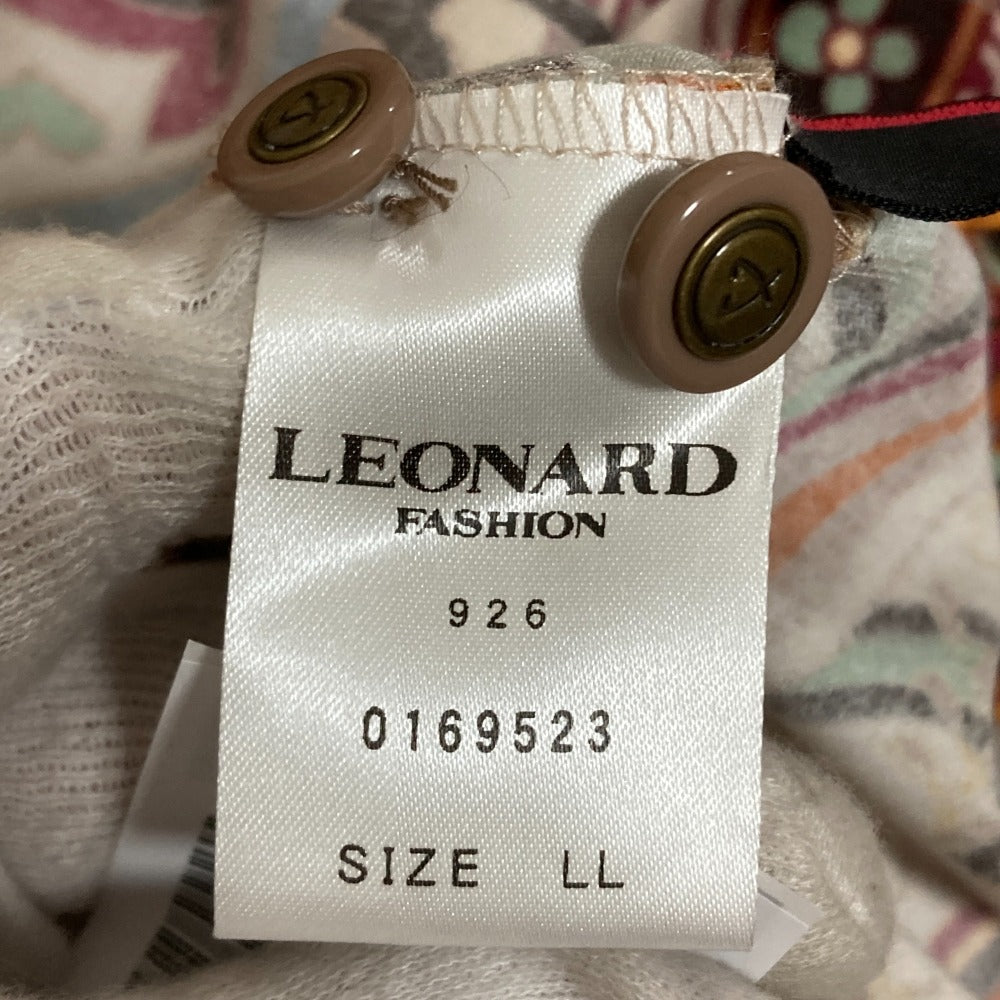 LEONARD
FASHION
926
0169523
SIZE LL